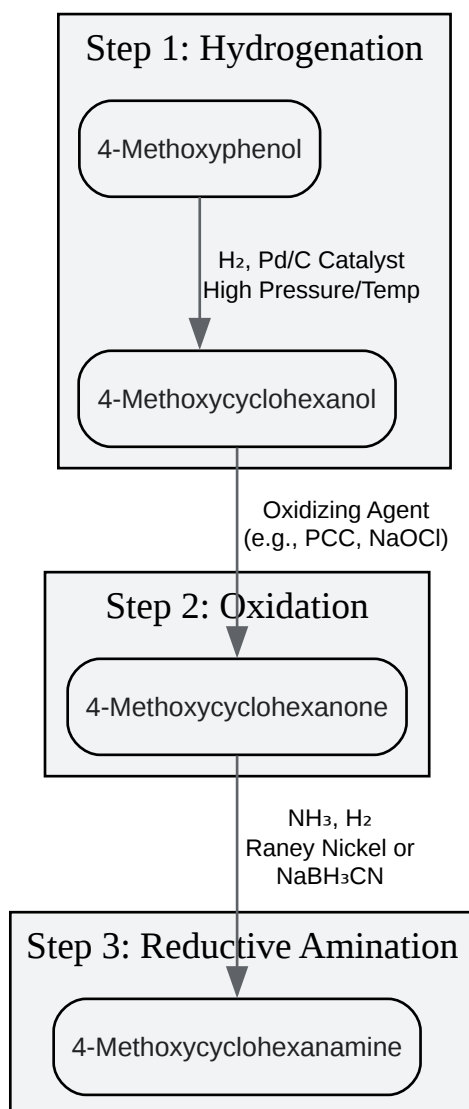 Step 1: Hydrogenation
4-Methoxyphenol
H₂, Pd/C Catalyst
High Pressure/Temp
4-Methoxycyclohexanol
Oxidizing Agent
(e.g., PCC, NaOCl)
Step 2: Oxidation
4-Methoxycyclohexanone
NH₃, H₂
Raney Nickel or
NaBH₃CN
Step 3: Reductive Amination
4-Methoxycyclohexanamine